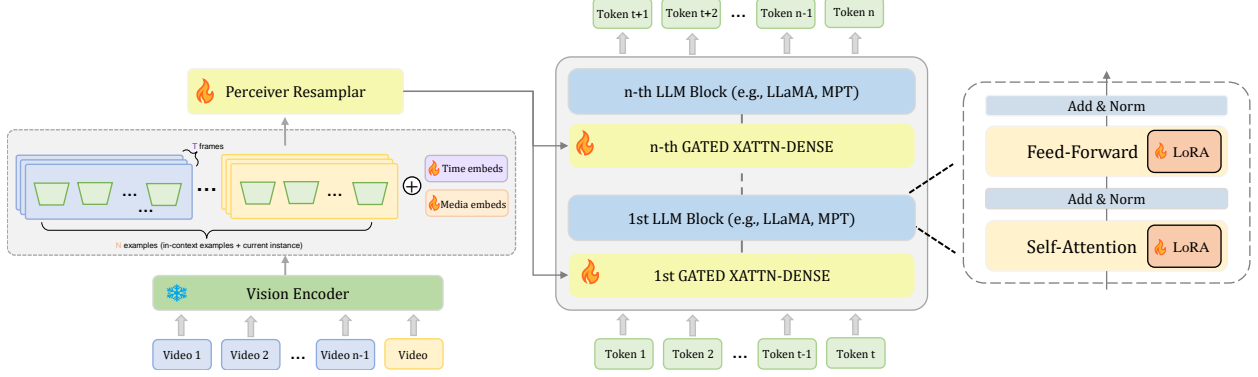 Token t+1
Token t+2
...
Token n-1
Token n
Perceiver Resamplar
n-th LLM Block (e.g., LLaMA, MPT)
n-th GATED XATTN-DENSE
T frames
...
...
...
...
Time embeds
Media embeds
N examples (in-context examples + current instance)
Vision Encoder
Video 1
Video 2
...
Video n-1
Video
1st LLM Block (e.g., LLaMA, MPT)
1st GATED XATTN-DENSE
Token 1
Token 2
...
Token t-1
Token t
Add & Norm
Feed-Forward
LoRA
Add & Norm
Self-Attention
LoRA